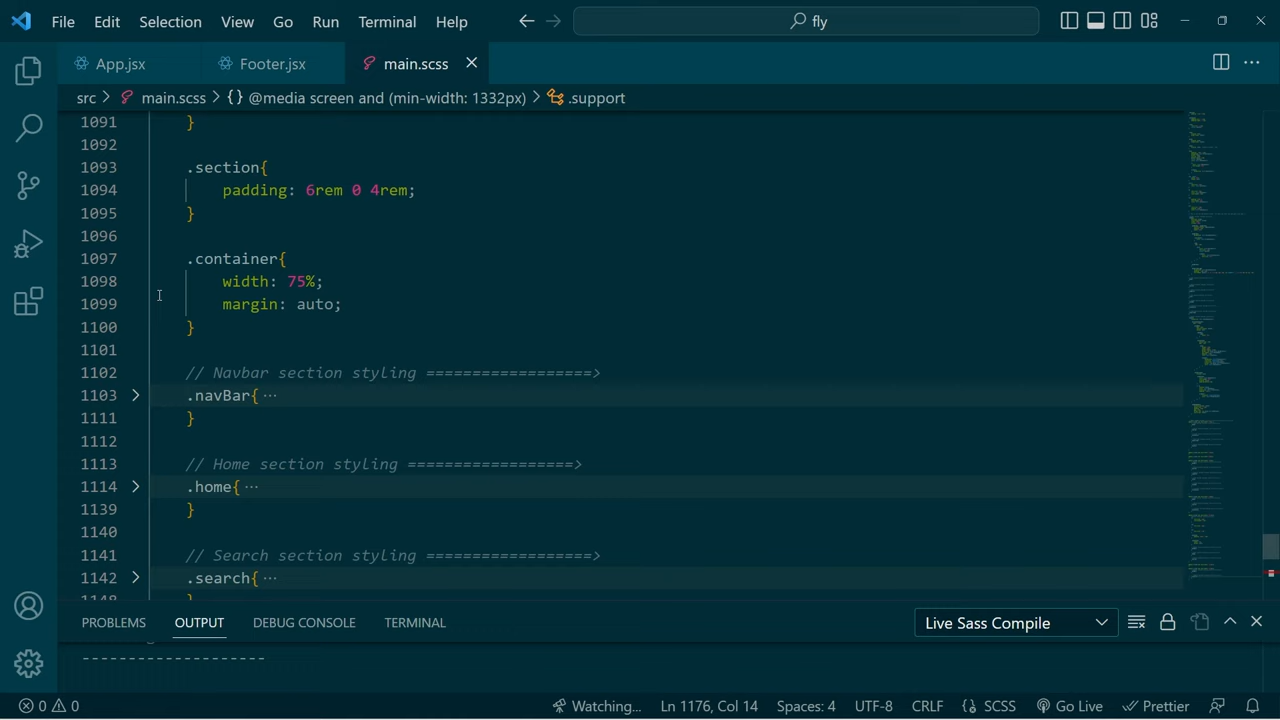 File Edit Selection View Go Run Terminal Help
fly
App.jsx Footer.jsx main.scss
src > main.scss > {} @media screen and (min-width: 1332px) > .support
1091 }
1092
1093 .section{
1094 padding: 6rem 0 4rem;
1095 }
1096
1097 .container{
1098 width: 75%;
1099 margin: auto;
1100 }
1101
1102 // Navbar section styling ==================>
1103 .navBar{ ...
1111 }
1112
1113 // Home section styling =================>
1114 .home{ ...
1139 }
1140
1141 // Search section styling =================>
1142 .search{ ...
1148 }
PROBLEMS OUTPUT DEBUG CONSOLE TERMINAL
Live Sass Compile
--------------------
0 0 Watching... Ln 1176, Col 14 Spaces: 4 UTF-8 CRLF SCSS Go Live Prettier